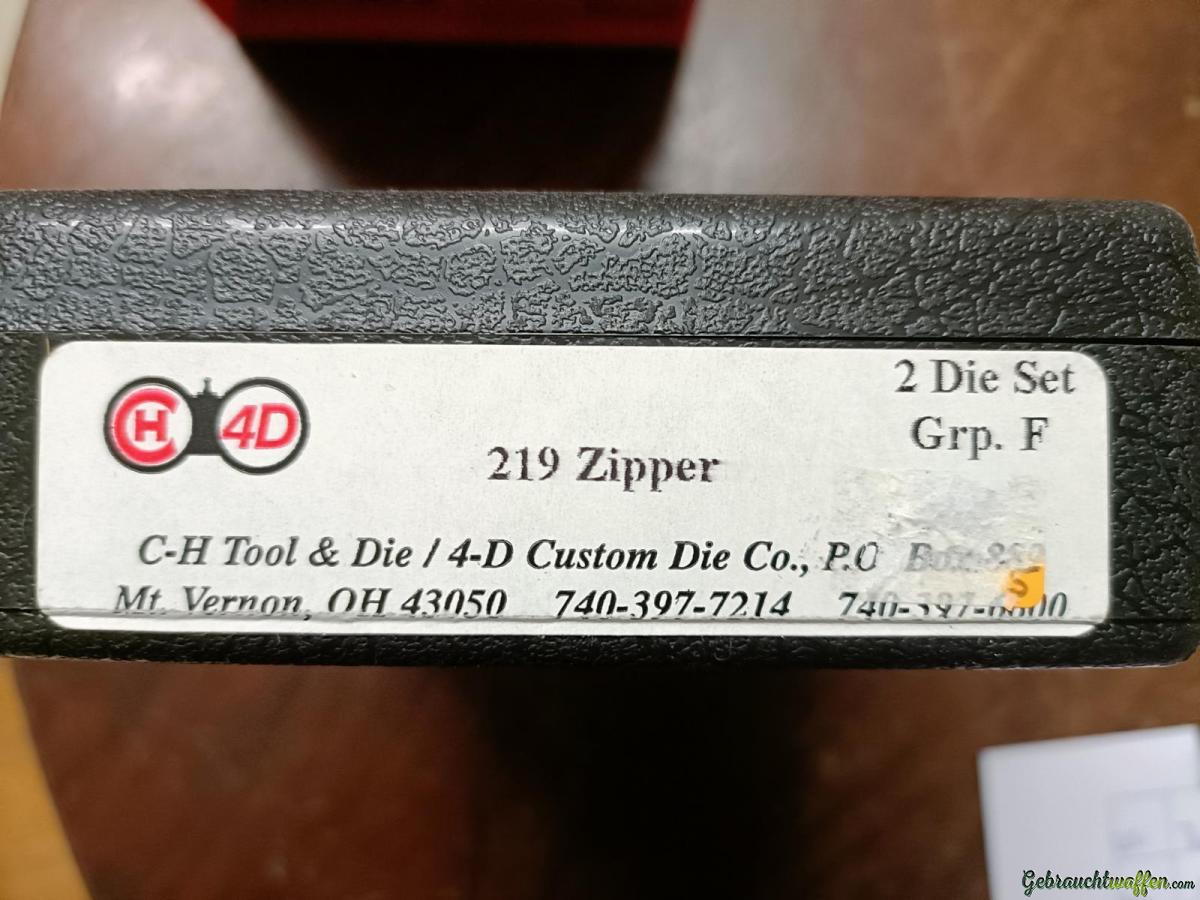 CH 4D
2 Die Set
Grp. F
219 Zipper
C-H Tool & Die / 4-D Custom Die Co., P.O Box
Mt. Vernon, OH 43050 740-397-7214
Gebrauchtwaffen.com